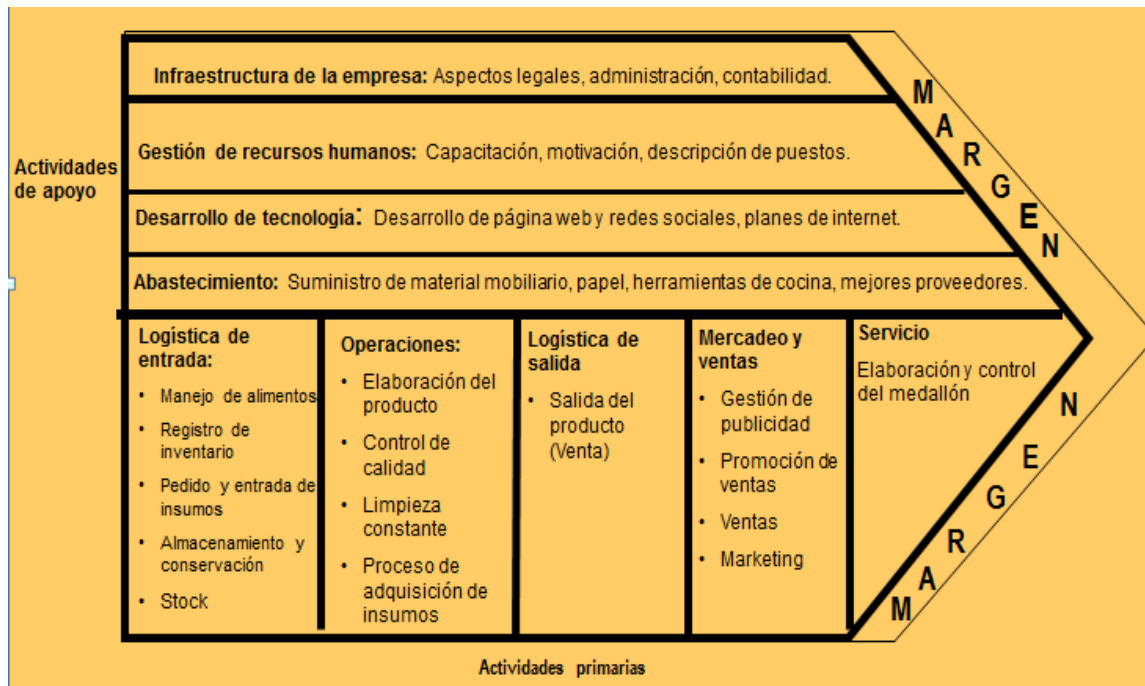 Infraestructura de la empresa: Aspectos legales, administración, contabilidad.
Gestión de recursos humanos: Capacitación, motivación, descripción de puestos.
Actividades
de apoyo
Desarrollo de tecnología: Desarrollo de página web y redes sociales, planes de internet.
Abastecimiento: Suministro de material mobiliario, papel, herramientas de cocina, mejores proveedores.
Logística de
entrada:
• Manejo de alimentos
• Registro de
inventario
• Pedido y entrada de
insumos
• Almacenamiento y
conservación
• Stock
Operaciones:
• Elaboración del
producto
• Control de
calidad
• Limpieza
constante
• Proceso de
adquisición de
insumos
Logística de
salida
• Salida del
producto
(Venta)
Mercadeo y
ventas
• Gestión de
publicidad
• Promoción de
ventas
• Ventas
• Marketing
Servicio
Elaboración y control
del medallón
MARGEN
MARGEN
Actividades primarias